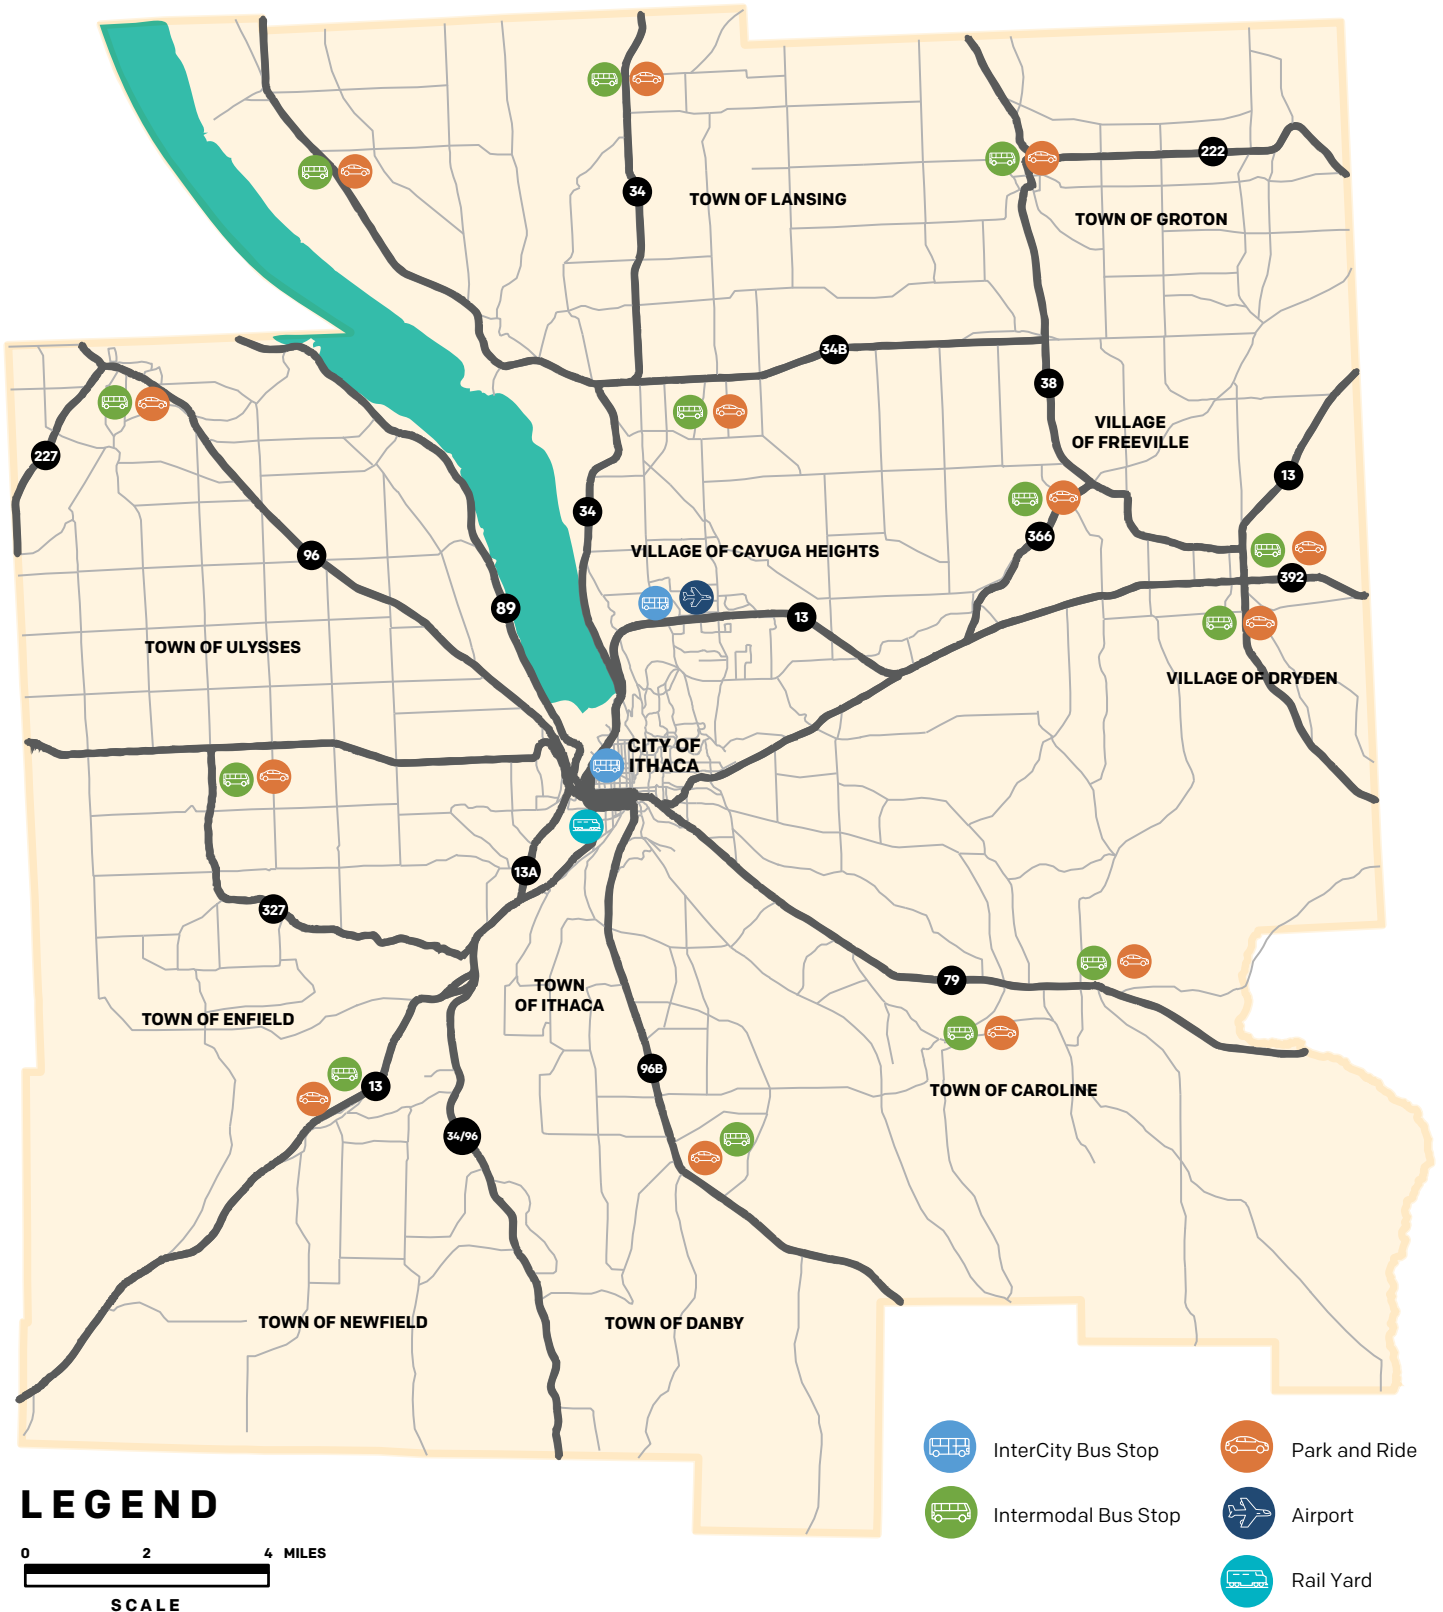 34
TOWN OF LANSING
222
TOWN OF GROTON
34B
38
VILLAGE
OF FREEVILLE
227
13
34
96
366
VILLAGE OF CAYUGA HEIGHTS
392
89
13
TOWN OF ULYSSES
VILLAGE OF DRYDEN
CITY OF
ITHACA
13A
327
79
TOWN
OF ITHACA
TOWN OF ENFIELD
96B
13
TOWN OF CAROLINE
34/96
TOWN OF NEWFIELD
TOWN OF DANBY
InterCity Bus Stop
Park and Ride
Intermodal Bus Stop
Airport
Rail Yard
LEGEND
0 2 4 MILES
SCALE